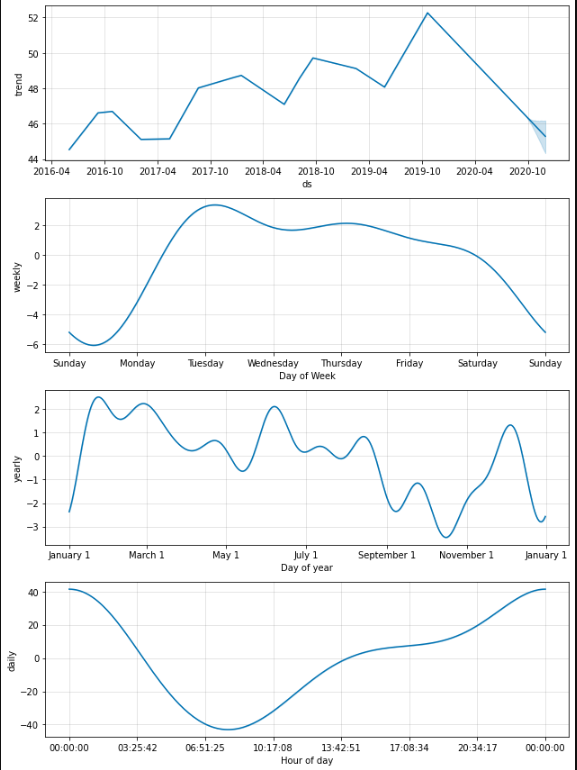 52
50
48
46
44
trend
2016-04 2016-10 2017-04 2017-10 2018-04 2018-10 2019-04 2019-10 2020-04 2020-10
ds
2
0
−2
−4
−6
weekly
Sunday Monday Tuesday Wednesday Thursday Friday Saturday Sunday
Day of Week
2
1
0
−1
−2
−3
yearly
January 1 March 1 May 1 July 1 September 1 November 1 January 1
Day of year
40
20
0
−20
−40
daily
00:00:00 03:25:42 06:51:25 10:17:08 13:42:51 17:08:34 20:34:17 00:00:00
Hour of day